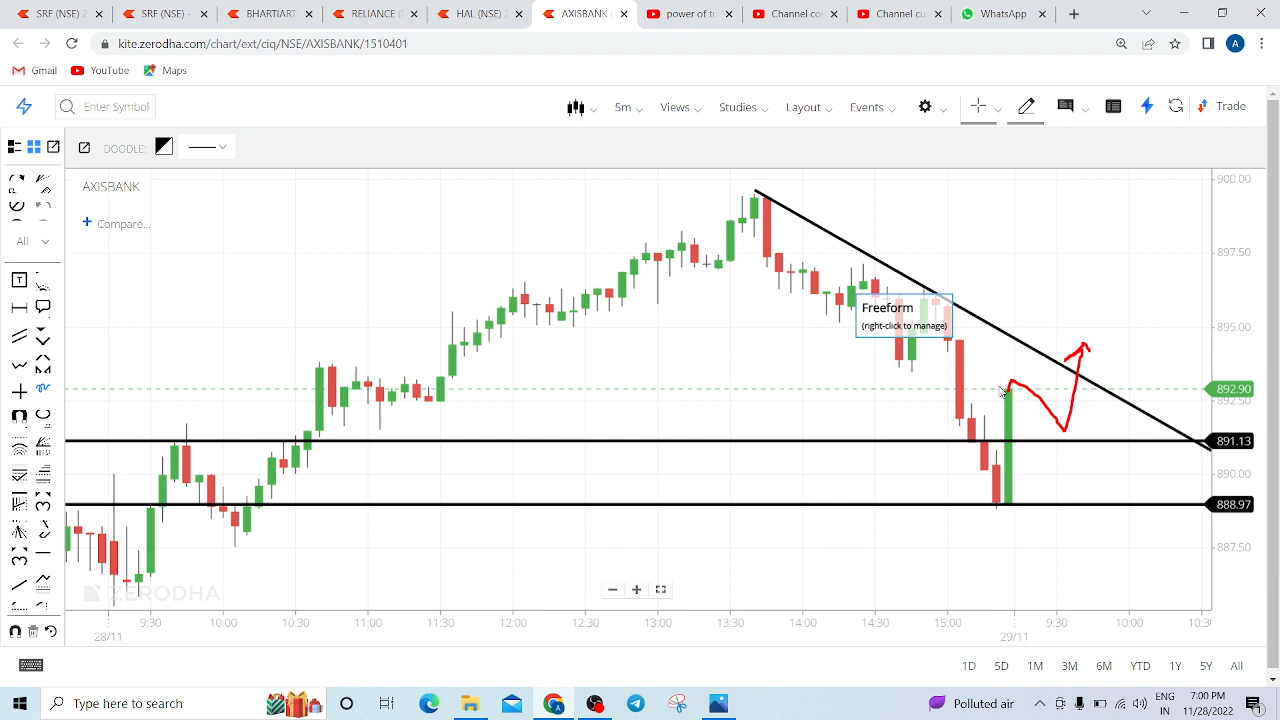 SRF (NSE) 2
SBIN (NSE)
BHARTIART
RELIANCE (
HAL (NSE) 2
AXISBANK (
power of tr
Channel co
Channel cu
WhatsApp
kite.zerodha.com/chart/ext/ciq/NSE/AXISBANK/1510401
A
Gmail
YouTube
Maps
Enter Symbol
5m
Views
Studies
Layout
Events
Trade
DOODLE:
All
T
AXISBANK
Compare...
Freeform
(right-click to manage)
900.00
897.50
895.00
892.90
892.50
891.13
890.00
888.97
887.50
ZERODHA
9:30
10:00
10:30
11:00
11:30
12:00
12:30
13:00
13:30
14:00
14:30
15:00
9:30
10:00
28/11
29/11
1D
5D
1M
3M
6M
YTD
1Y
5Y
All
Type here to search
Polluted air
ENG
IN
7:00 PM
11/28/2022